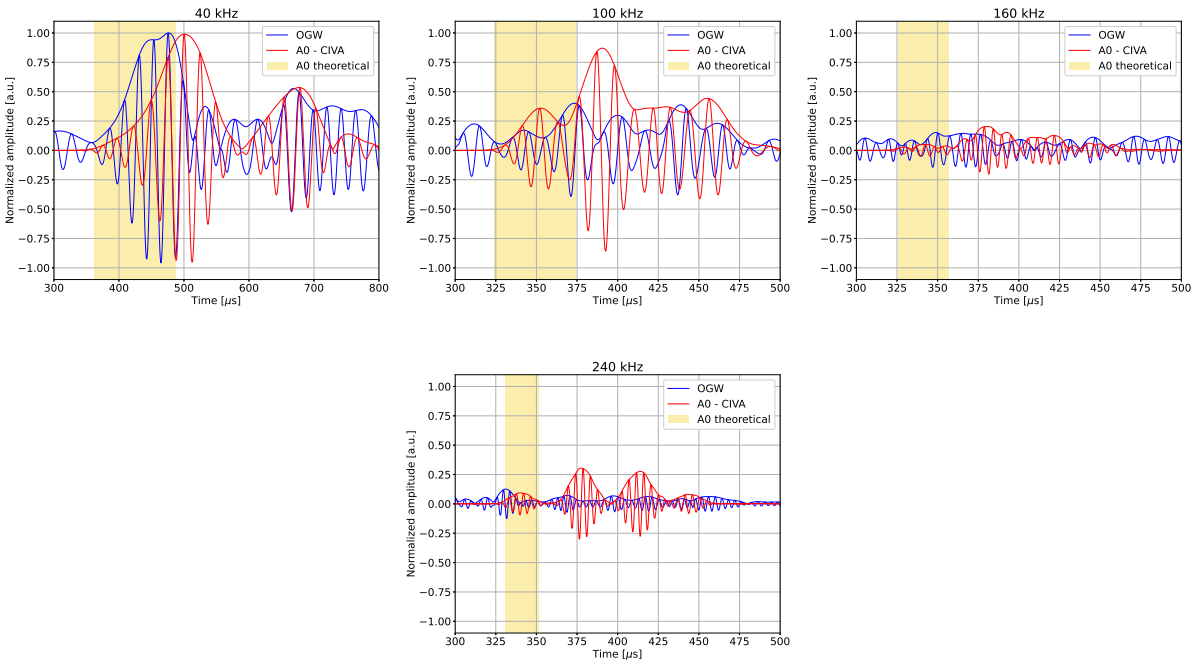 40 kHz
1.00
0.75
0.50
0.25
0.00
−0.25
−0.50
−0.75
−1.00
Normalized amplitude [a.u.]
OGW
A0 - CIVA
A0 theoretical
300 400 500 600 700 800
Time [μs]
100 kHz
1.00
0.75
0.50
0.25
0.00
−0.25
−0.50
−0.75
−1.00
Normalized amplitude [a.u.]
OGW
A0 - CIVA
A0 theoretical
300 325 350 375 400 425 450 475 500
Time [μs]
160 kHz
1.00
0.75
0.50
0.25
0.00
−0.25
−0.50
−0.75
−1.00
Normalized amplitude [a.u.]
OGW
A0 - CIVA
A0 theoretical
300 325 350 375 400 425 450 475 500
Time [μs]
240 kHz
1.00
0.75
0.50
0.25
0.00
−0.25
−0.50
−0.75
−1.00
Normalized amplitude [a.u.]
OGW
A0 - CIVA
A0 theoretical
300 325 350 375 400 425 450 475 500
Time [μs]